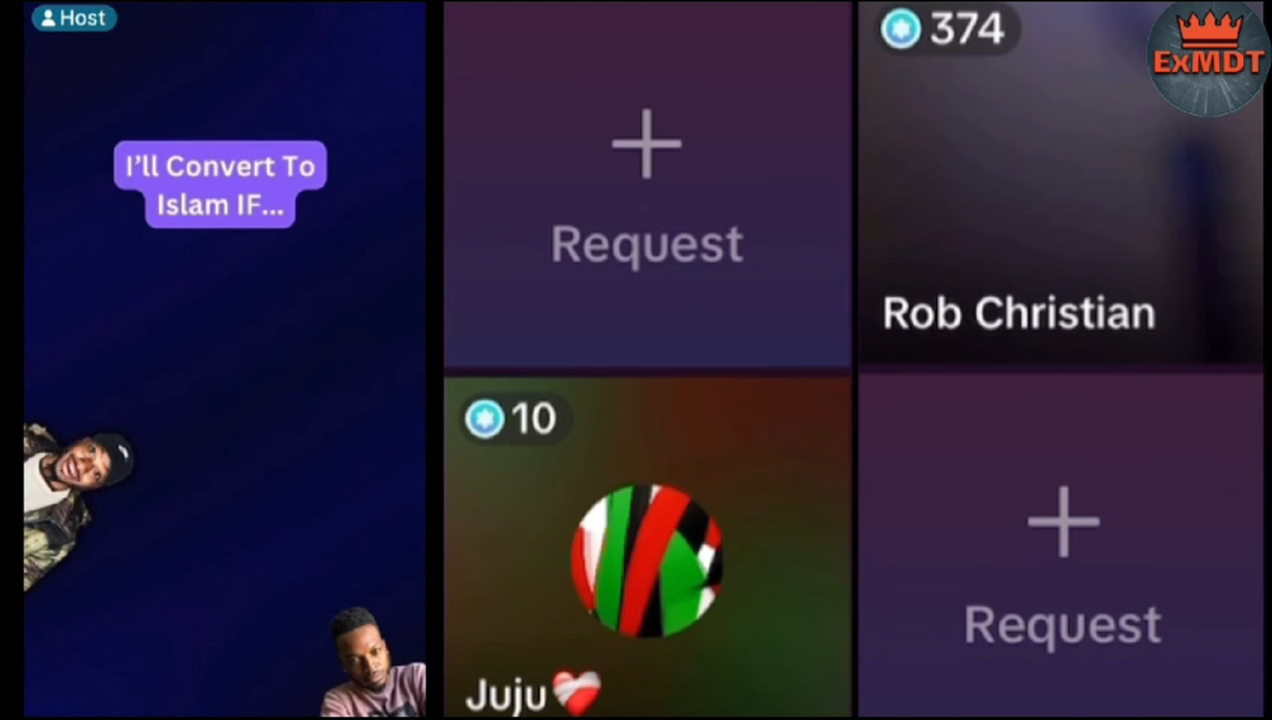 Host
I'll Convert To
Islam IF...
+
Request
374
Rob Christian
ExMDT
10
Juju
+
Request